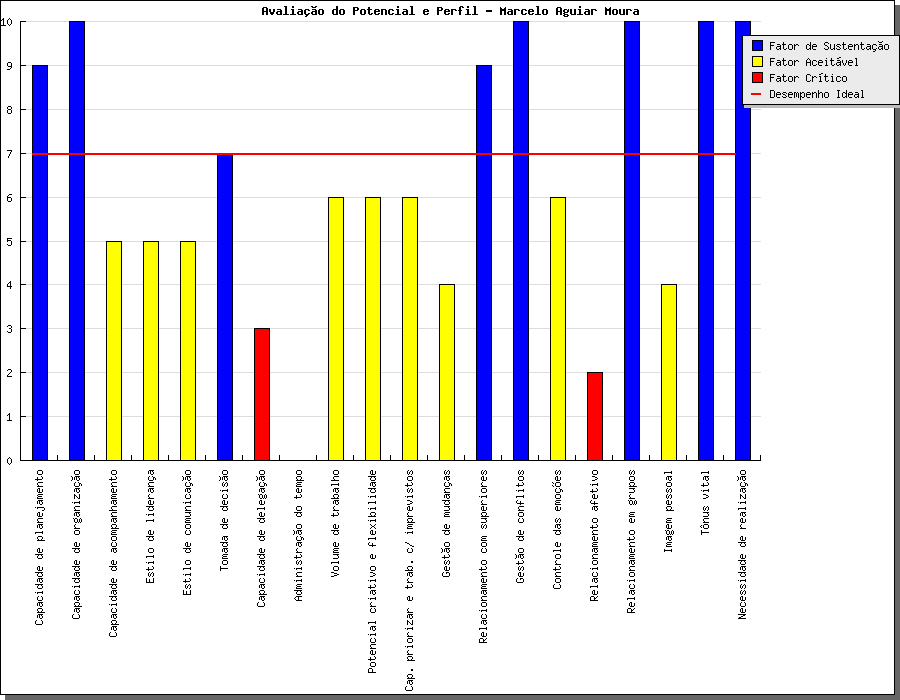 Avaliação do Potencial e Perfil - Marcelo Aguiar Moura
10
9
8
7
6
5
4
3
2
1
0
Fator de Sustentação
Fator Aceitável
Fator Crítico
Desempenho Ideal
Capacidade de planejamento
Capacidade de organização
Capacidade de acompanhamento
Estilo de liderança
Estilo de comunicação
Tomada de decisão
Capacidade de delegação
Administração do tempo
Volume de trabalho
Potencial criativo e flexibilidade
Cap. priorizar e trab. c/ imprevistos
Gestão de mudanças
Relacionamento com superiores
Gestão de conflitos
Controle das emoções
Relacionamento afetivo
Relacionamento em grupos
Imagem pessoal
Tônus vital
Necessidade de realização